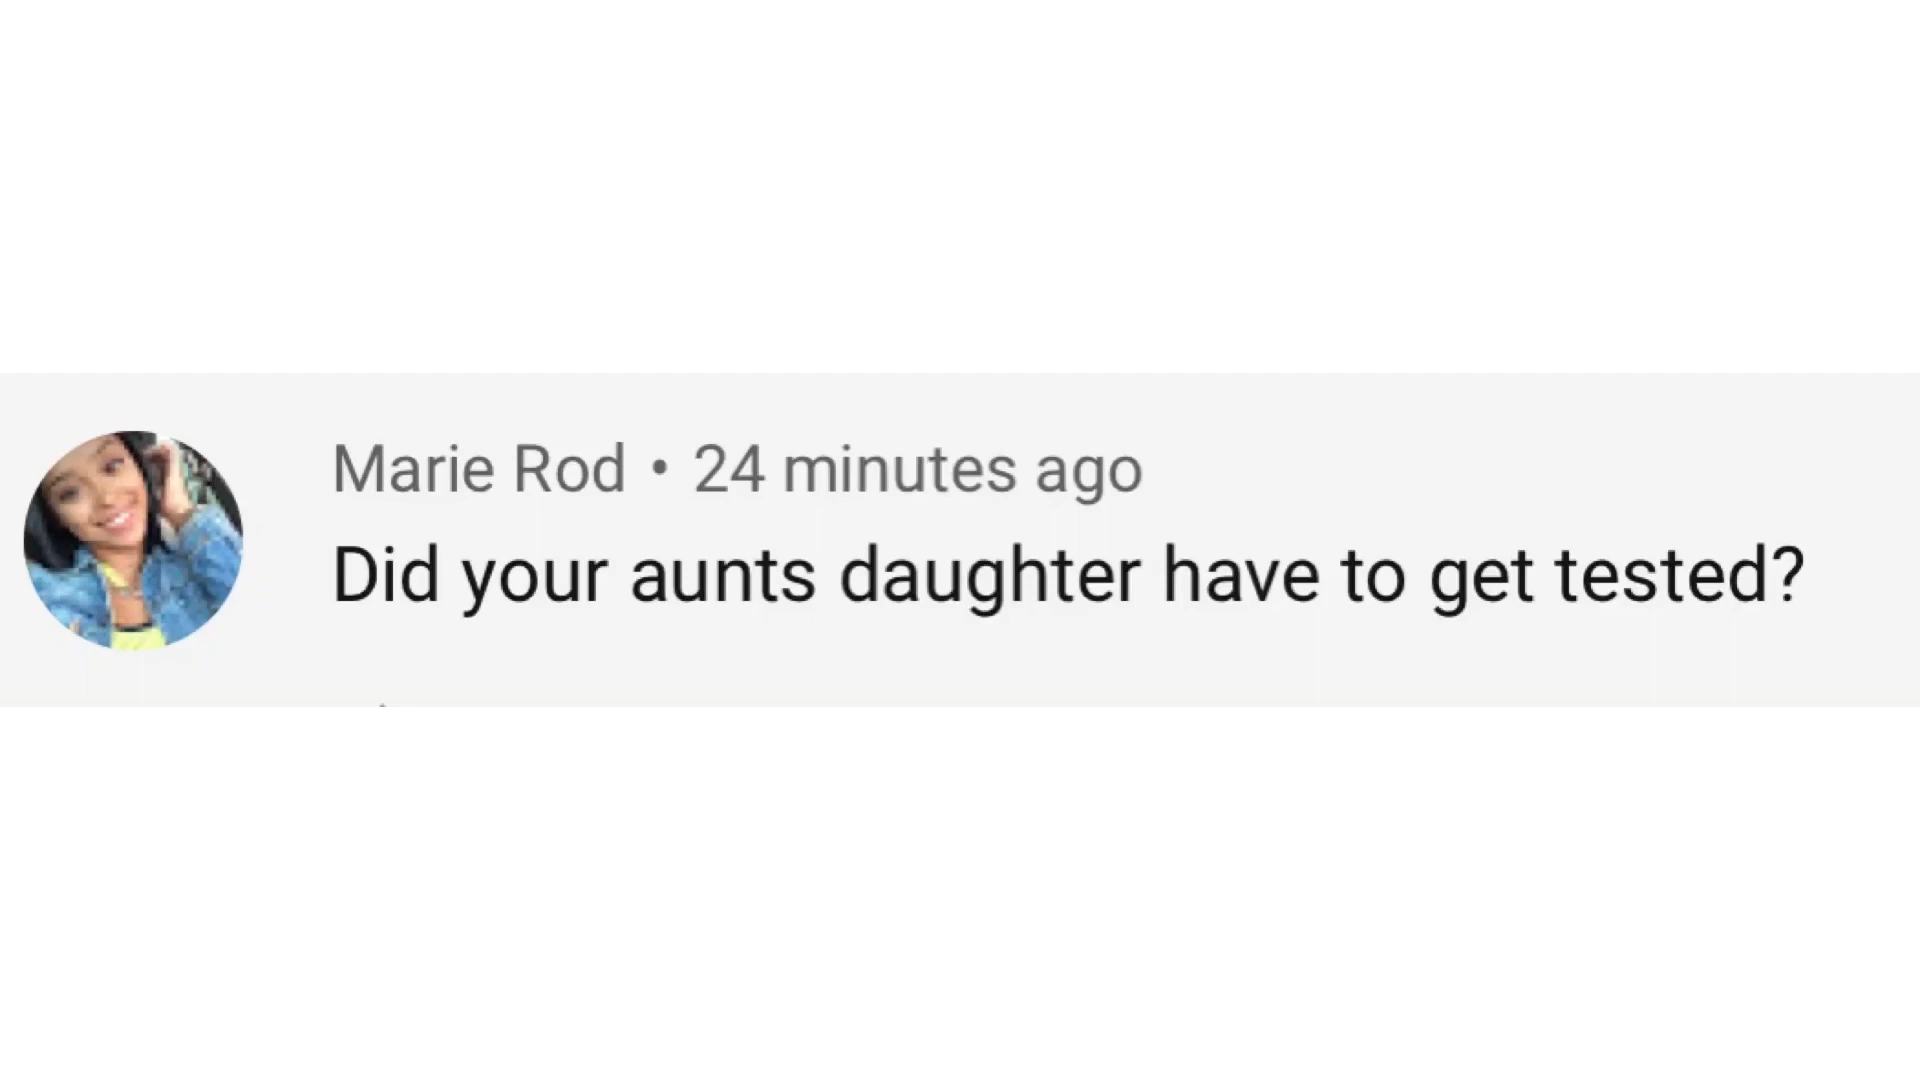 Marie Rod • 24 minutes ago
Did your aunts daughter have to get tested?